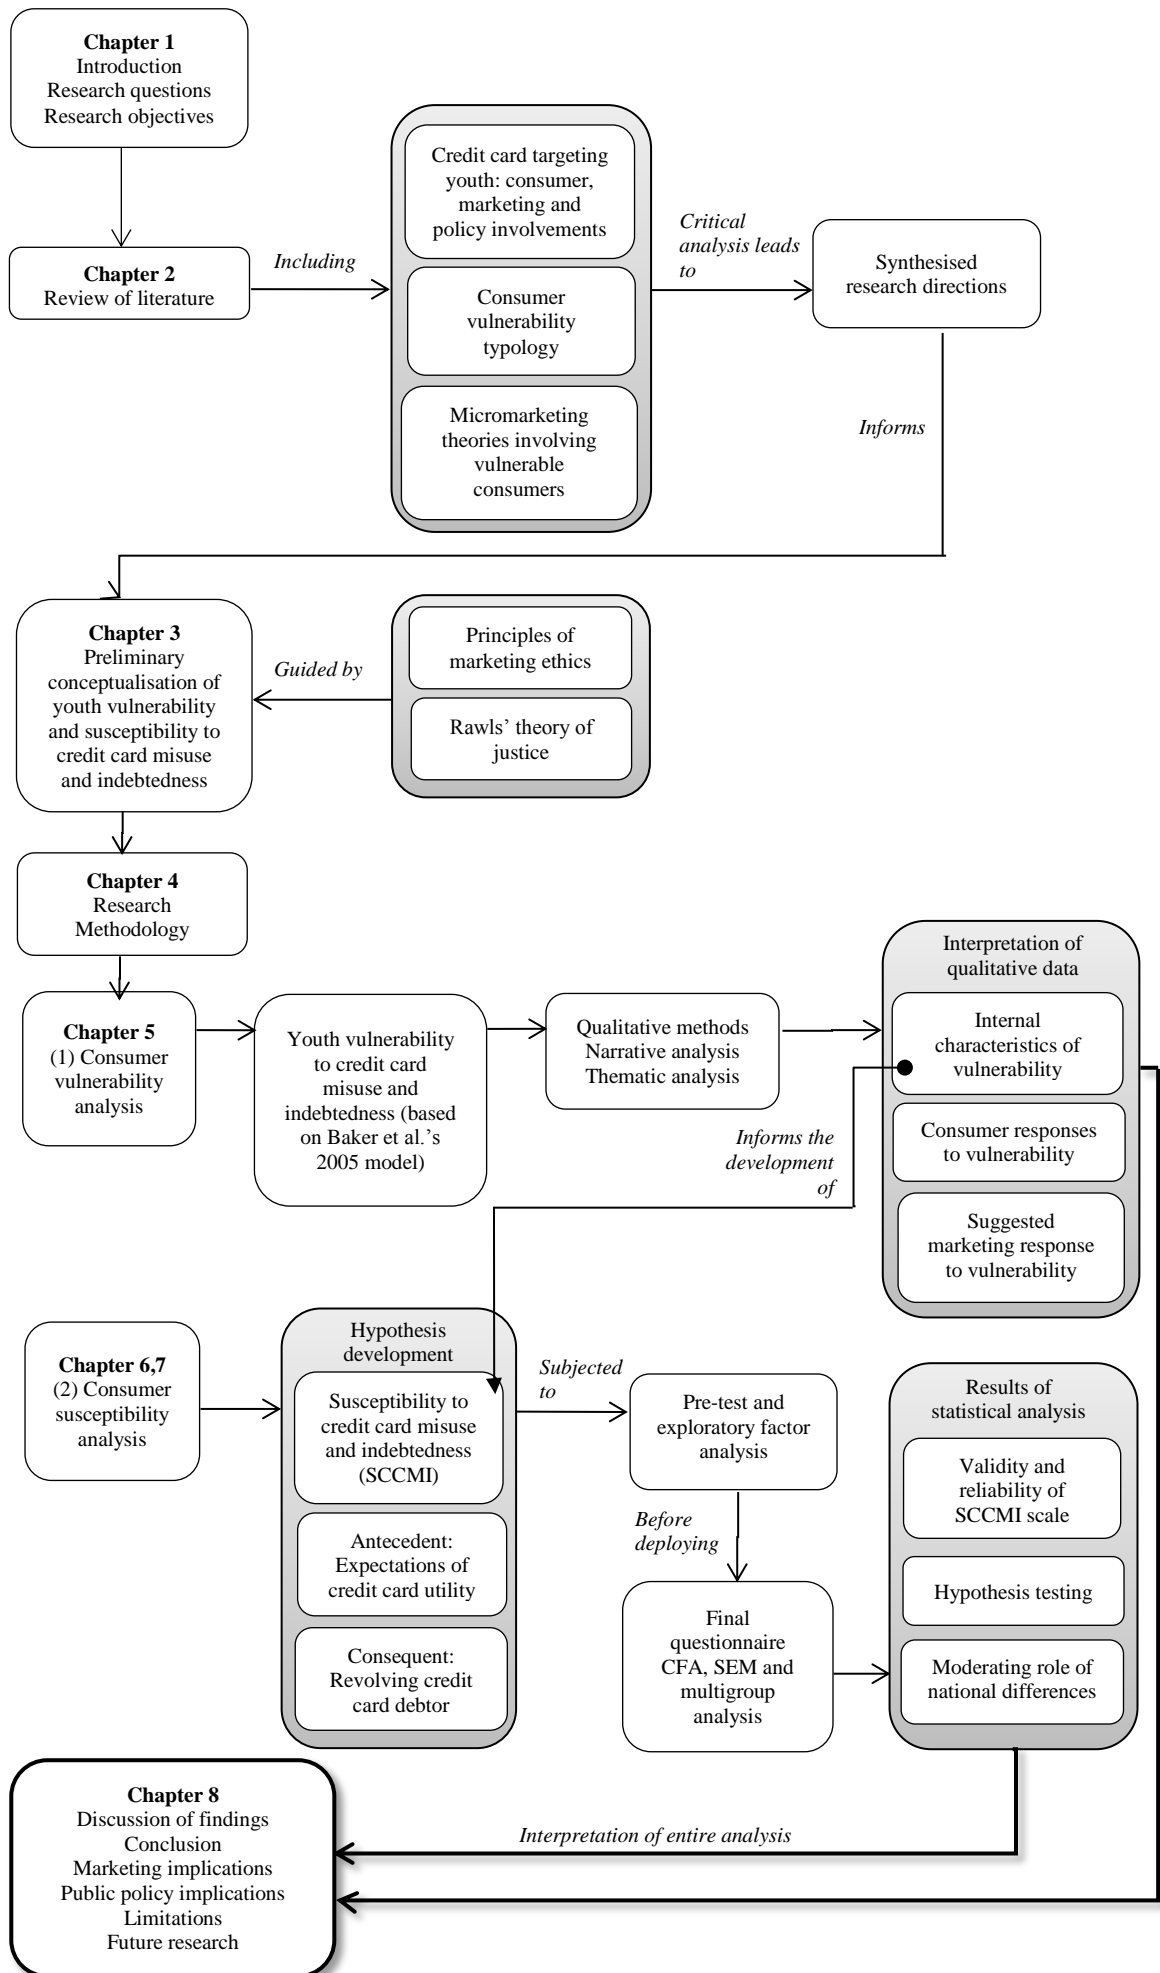 Chapter 1
Introduction
Research questions
Research objectives
Chapter 2
Review of literature
Including
Credit card targeting
youth: consumer,
marketing and
policy involvements
Consumer
vulnerability
typology
Micromarketing
theories involving
vulnerable
consumers
Critical
analysis leads
to
Synthesised
research directions
Informs
Chapter 3
Preliminary
conceptualisation of
youth vulnerability
and susceptibility to
credit card misuse
and indebtedness
Guided by
Principles of
marketing ethics
Rawls’ theory of
justice
Chapter 4
Research
Methodology
Chapter 5
(1) Consumer
vulnerability
analysis
Youth vulnerability
to credit card
misuse and
indebtedness (based
on Baker et al.’s
2005 model)
Qualitative methods
Narrative analysis
Thematic analysis
Interpretation of
qualitative data
Internal
characteristics of
vulnerability
Consumer responses
to vulnerability
Suggested
marketing response
to vulnerability
Informs the
development
of
Chapter 6,7
(2) Consumer
susceptibility
analysis
Hypothesis
development
Susceptibility to
credit card misuse
and indebtedness
(SCCMI)
Antecedent:
Expectations of
credit card utility
Consequent:
Revolving credit
card debtor
Subjected
to
Pre-test and
exploratory factor
analysis
Before
deploying
Final
questionnaire
CFA, SEM and
multigroup
analysis
Results of
statistical analysis
Validity and
reliability of
SCCMI scale
Hypothesis testing
Moderating role of
national differences
Chapter 8
Discussion of findings
Conclusion
Marketing implications
Public policy implications
Limitations
Future research
Interpretation of entire analysis